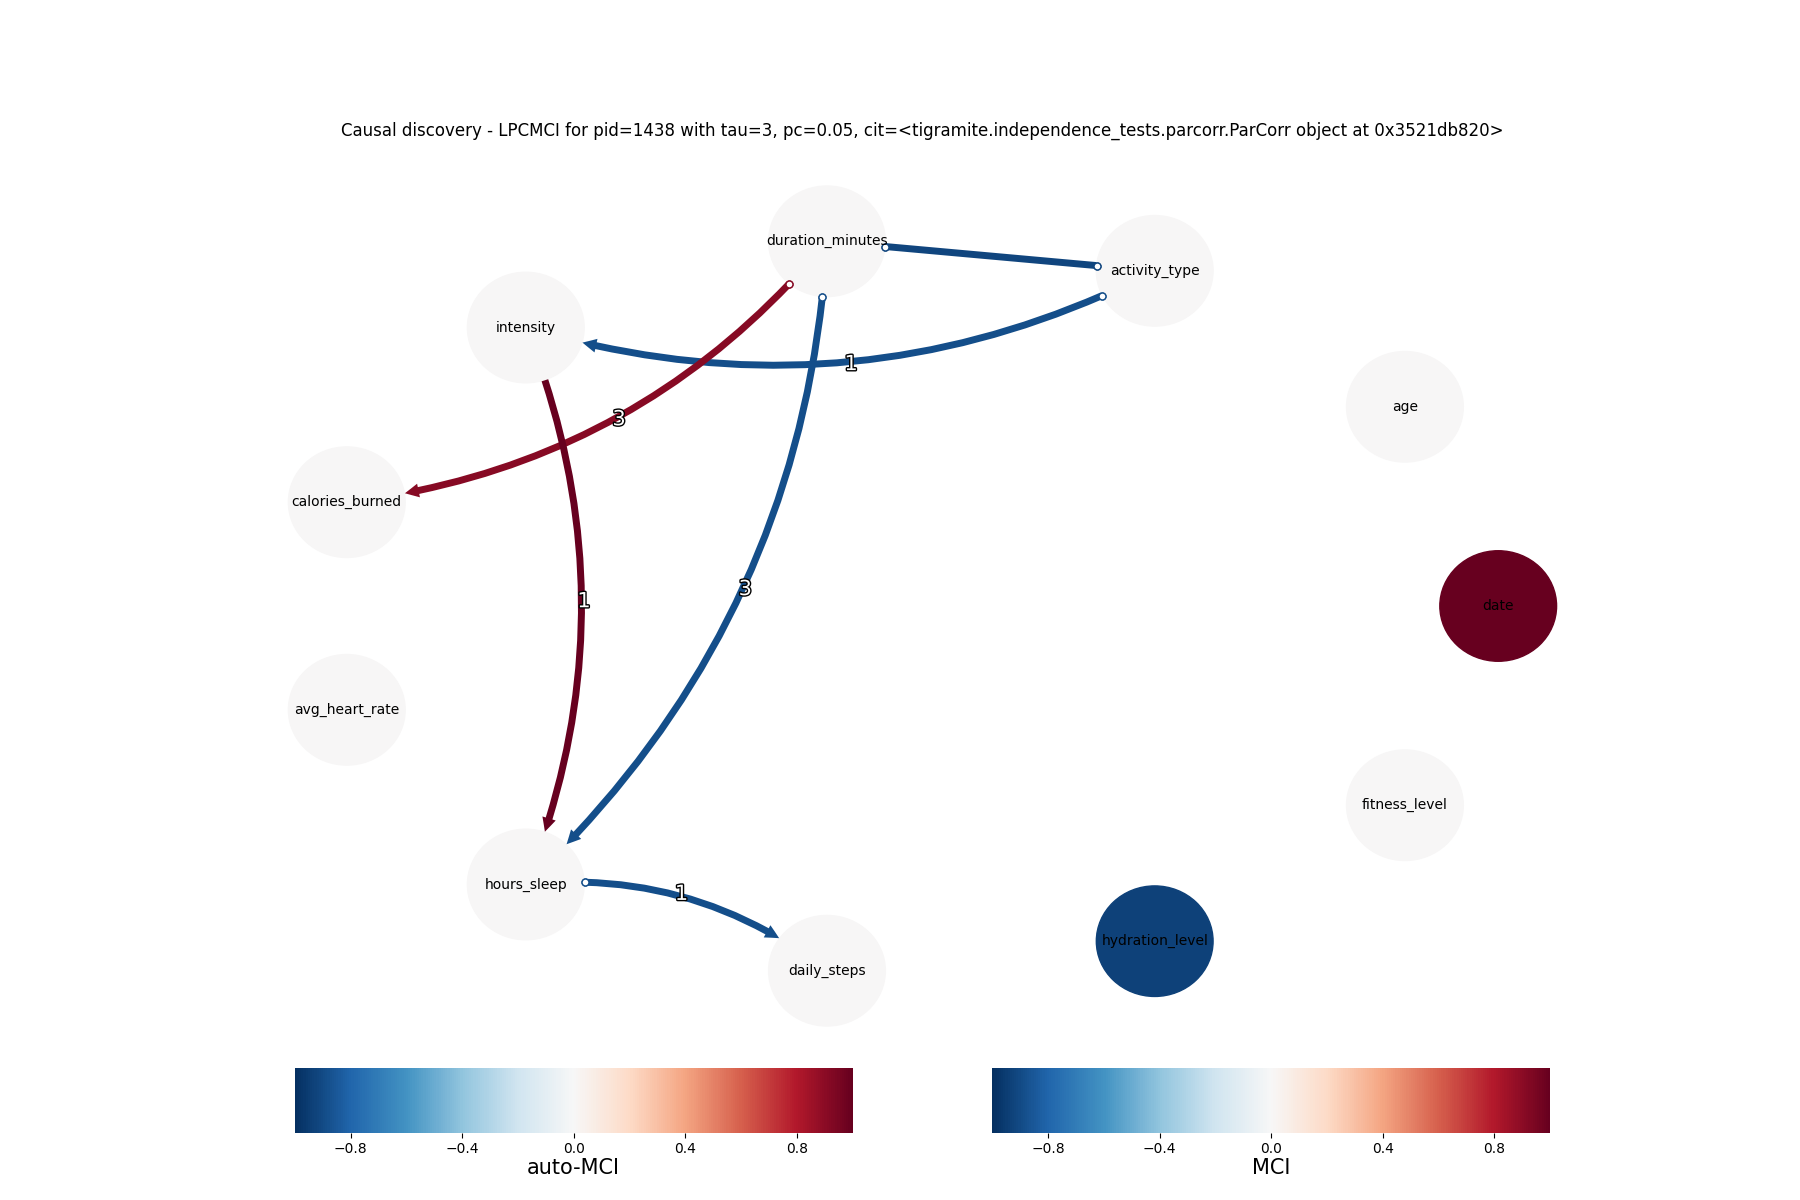 Causal discovery - LPCMCI for pid=1438 with tau=3, pc=0.05, cit=<tigramite.independence_tests.parcorr.ParCorr object at 0x3521db820>
duration_minutes
activity_type
intensity
1
age
3
calories_burned
3
1
date
avg_heart_rate
fitness_level
hours_sleep
1
hydration_level
daily_steps
−0.8 −0.4 0.0 0.4 0.8
auto-MCI
−0.8 −0.4 0.0 0.4 0.8
MCI